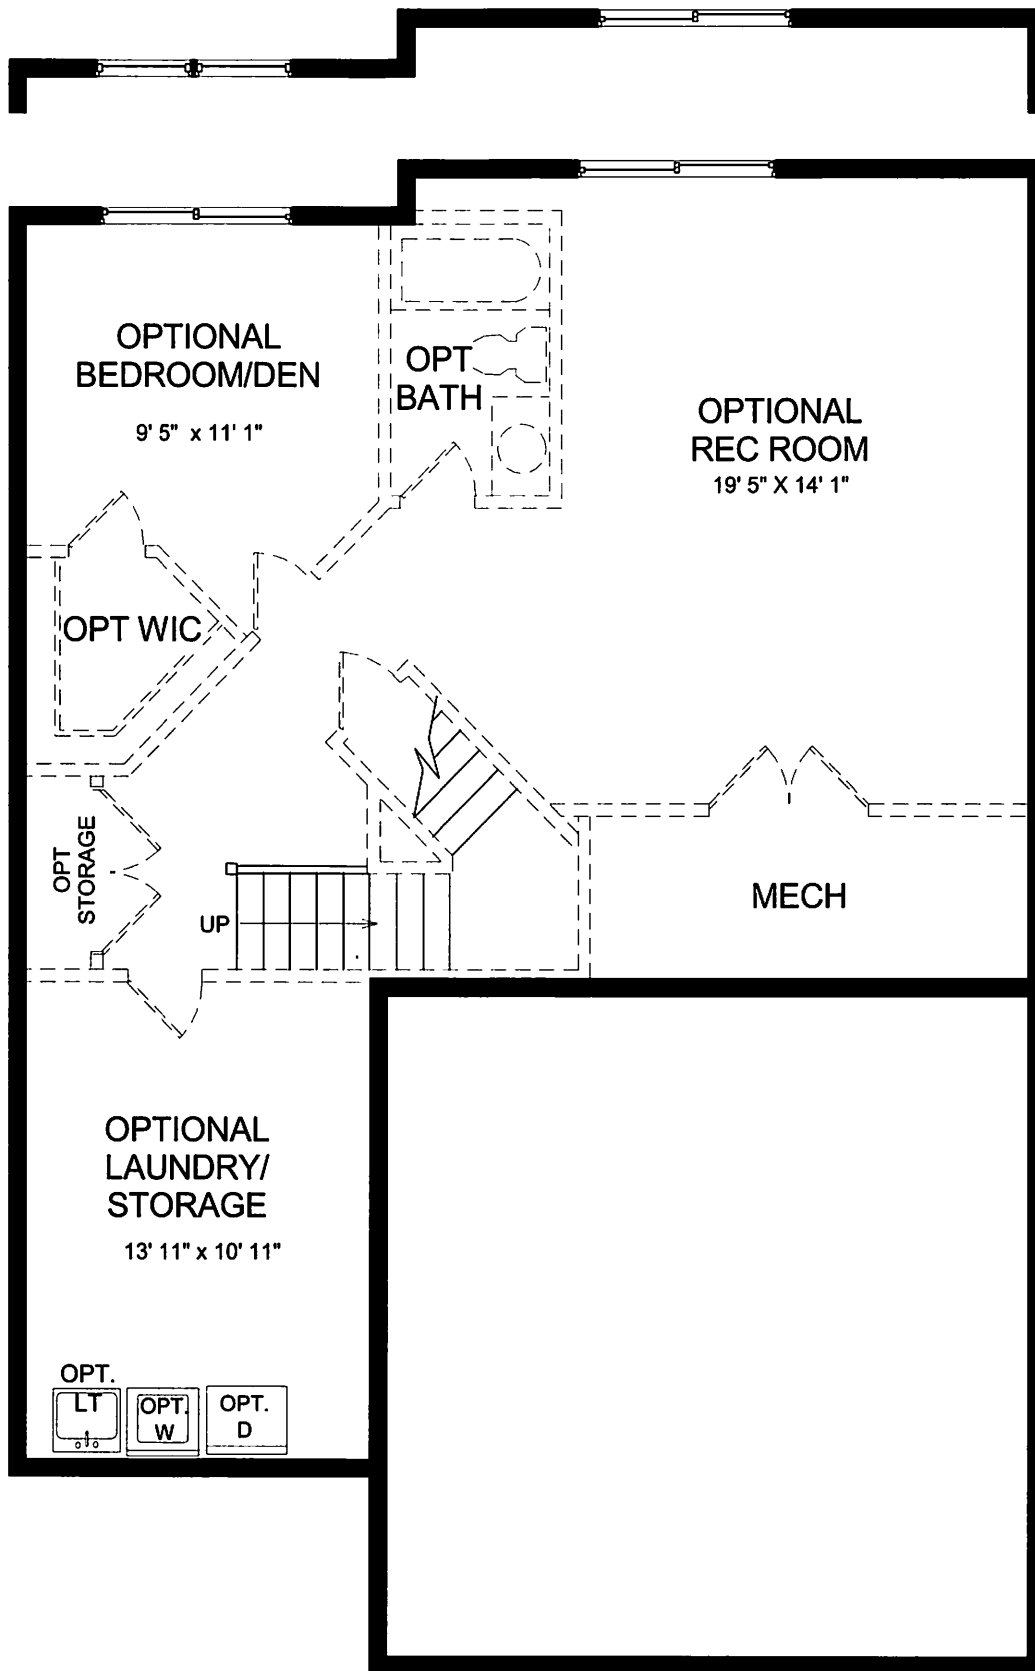 OPTIONAL
BEDROOM/DEN
9' 5" x 11' 1"
OPT
BATH
OPTIONAL
REC ROOM
19' 5" X 14' 1"
OPT WIC
OPT
STORAGE
UP
MECH
OPTIONAL
LAUNDRY/
STORAGE
13' 11" x 10' 11"
OPT.
LT
OPT.
W
OPT.
D